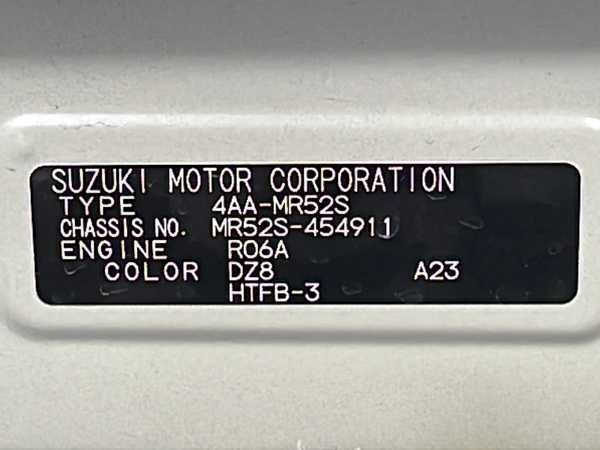 SUZUKI MOTOR CORPORATION
TYPE 4AA-MR52S
CHASSIS NO. MR52S-454911
ENGINE R06A
COLOR DZ8 A23
HTFB-3